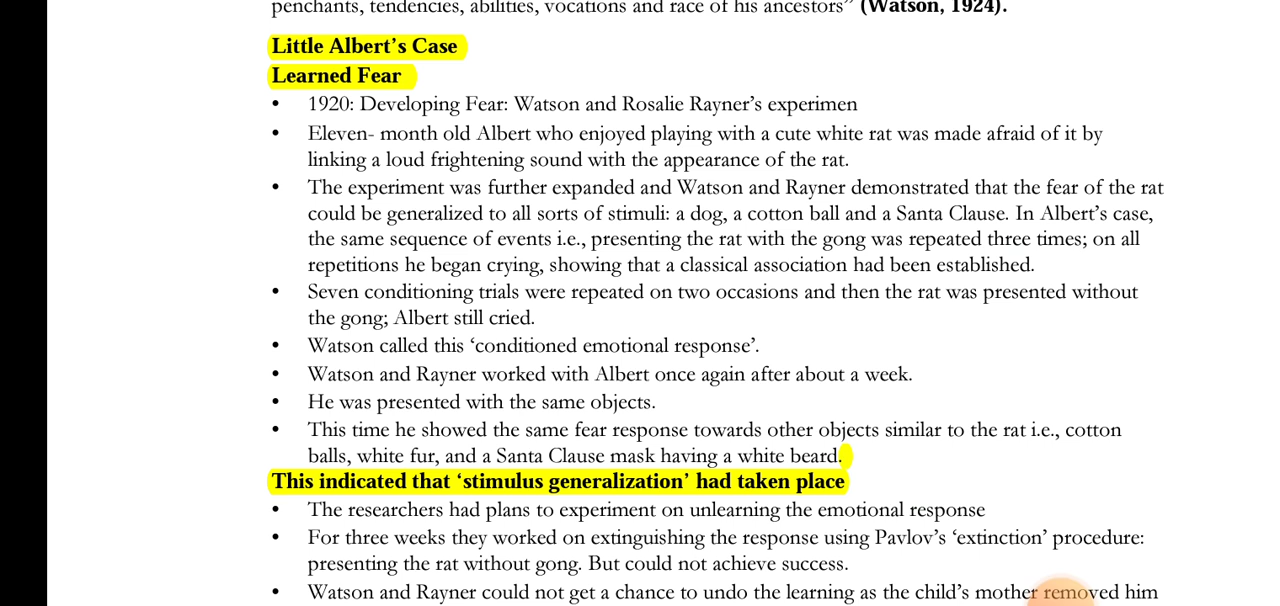 penchants, tendencies, abilities, vocations and race of his ancestors” (Watson, 1924).
Little Albert’s Case
Learned Fear
• 1920: Developing Fear: Watson and Rosalie Rayner’s experimen
• Eleven- month old Albert who enjoyed playing with a cute white rat was made afraid of it by
linking a loud frightening sound with the appearance of the rat.
• The experiment was further expanded and Watson and Rayner demonstrated that the fear of the rat
could be generalized to all sorts of stimuli: a dog, a cotton ball and a Santa Clause. In Albert’s case,
the same sequence of events i.e., presenting the rat with the gong was repeated three times; on all
repetitions he began crying, showing that a classical association had been established.
• Seven conditioning trials were repeated on two occasions and then the rat was presented without
the gong; Albert still cried.
• Watson called this ‘conditioned emotional response’.
• Watson and Rayner worked with Albert once again after about a week.
• He was presented with the same objects.
• This time he showed the same fear response towards other objects similar to the rat i.e., cotton
balls, white fur, and a Santa Clause mask having a white beard.
This indicated that ‘stimulus generalization’ had taken place
• The researchers had plans to experiment on unlearning the emotional response
• For three weeks they worked on extinguishing the response using Pavlov’s ‘extinction’ procedure:
presenting the rat without gong. But could not achieve success.
• Watson and Rayner could not get a chance to undo the learning as the child’s mother removed him